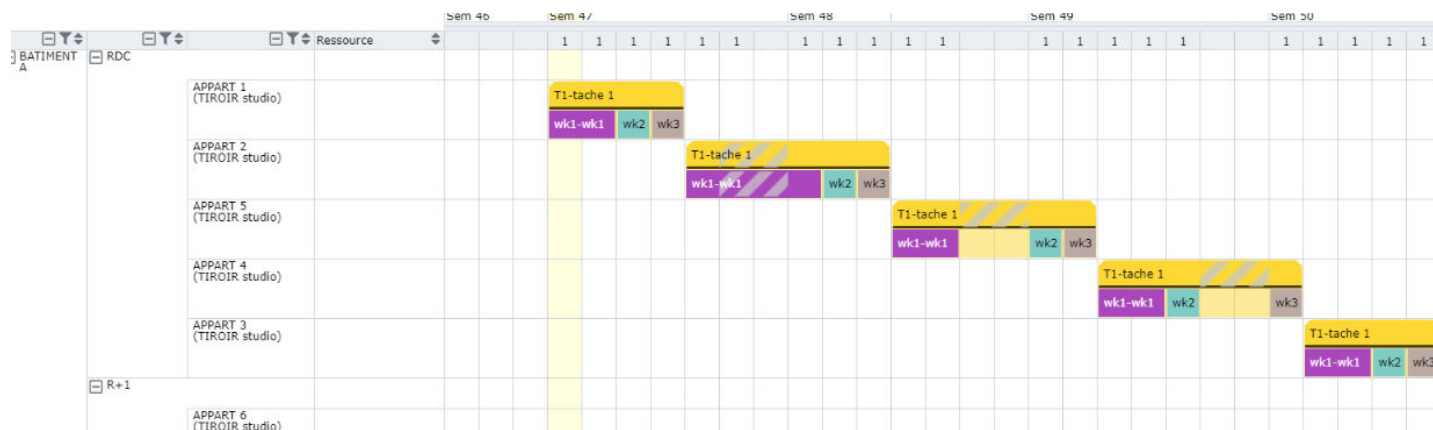 Sem 46 Sem 47 Sem 48 Sem 49 Sem 50
Ressource
1 1 1 1 1 1 1 1 1 1 1 1 1 1 1 1 1 1 1 1 1
BATIMENT A
RDC
APPART 1
(TIROIR studio)
T1-tache 1
wk1-wk1 wk2 wk3
APPART 2
(TIROIR studio)
T1-tache 1
wk1-wk1 wk2 wk3
APPART 5
(TIROIR studio)
T1-tache 1
wk1-wk1 wk2 wk3
APPART 4
(TIROIR studio)
T1-tache 1
wk1-wk1 wk2 wk3
APPART 3
(TIROIR studio)
T1-tache 1
wk1-wk1 wk2 wk3
R+1
APPART 6
(TIROIR studio)